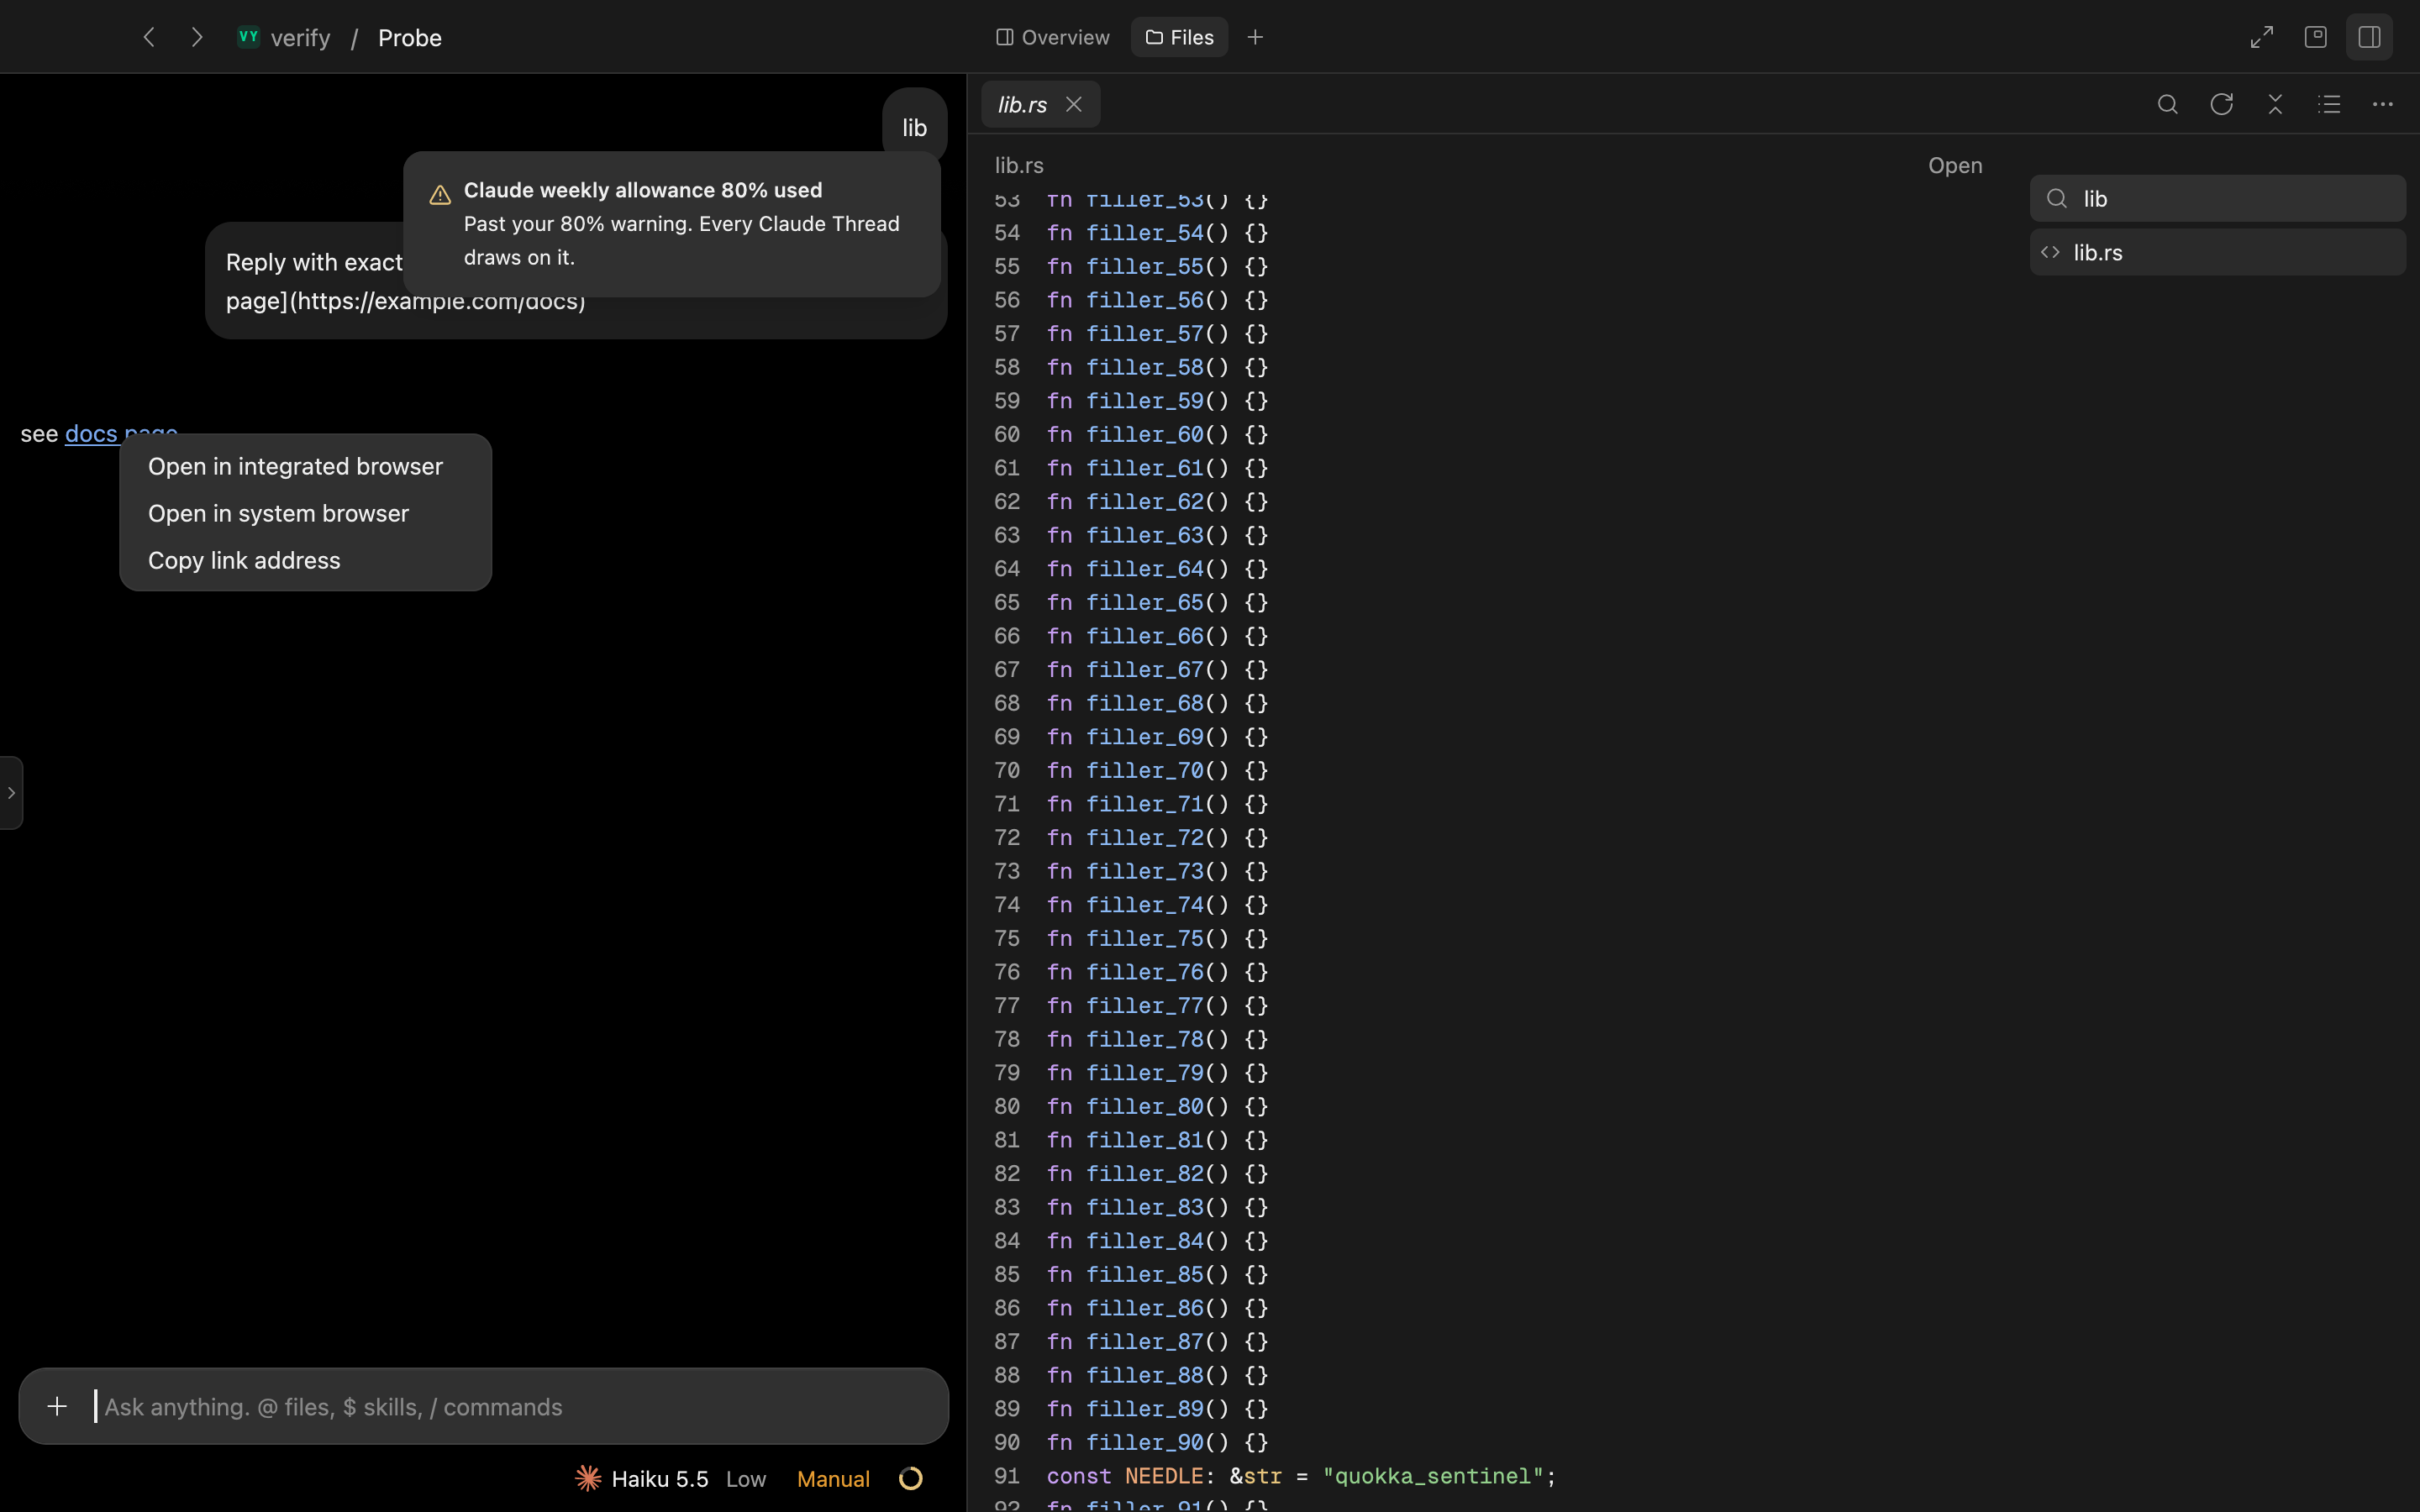 VY verify / Probe
Overview
Files
lib
Claude weekly allowance 80% used
Past your 80% warning. Every Claude Thread
draws on it.
Reply with exact
page](https://example.com/docs)
see docs page
Open in integrated browser
Open in system browser
Copy link address
Ask anything. @ files, $ skills, / commands
Haiku 5.5 Low Manual
lib.rs
lib.rs
Open
53 fn filler_53() {}
54 fn filler_54() {}
55 fn filler_55() {}
56 fn filler_56() {}
57 fn filler_57() {}
58 fn filler_58() {}
59 fn filler_59() {}
60 fn filler_60() {}
61 fn filler_61() {}
62 fn filler_62() {}
63 fn filler_63() {}
64 fn filler_64() {}
65 fn filler_65() {}
66 fn filler_66() {}
67 fn filler_67() {}
68 fn filler_68() {}
69 fn filler_69() {}
70 fn filler_70() {}
71 fn filler_71() {}
72 fn filler_72() {}
73 fn filler_73() {}
74 fn filler_74() {}
75 fn filler_75() {}
76 fn filler_76() {}
77 fn filler_77() {}
78 fn filler_78() {}
79 fn filler_79() {}
80 fn filler_80() {}
81 fn filler_81() {}
82 fn filler_82() {}
83 fn filler_83() {}
84 fn filler_84() {}
85 fn filler_85() {}
86 fn filler_86() {}
87 fn filler_87() {}
88 fn filler_88() {}
89 fn filler_89() {}
90 fn filler_90() {}
91 const NEEDLE: &str = "quokka_sentinel";
92 fn filler_91() {}
lib
lib.rs